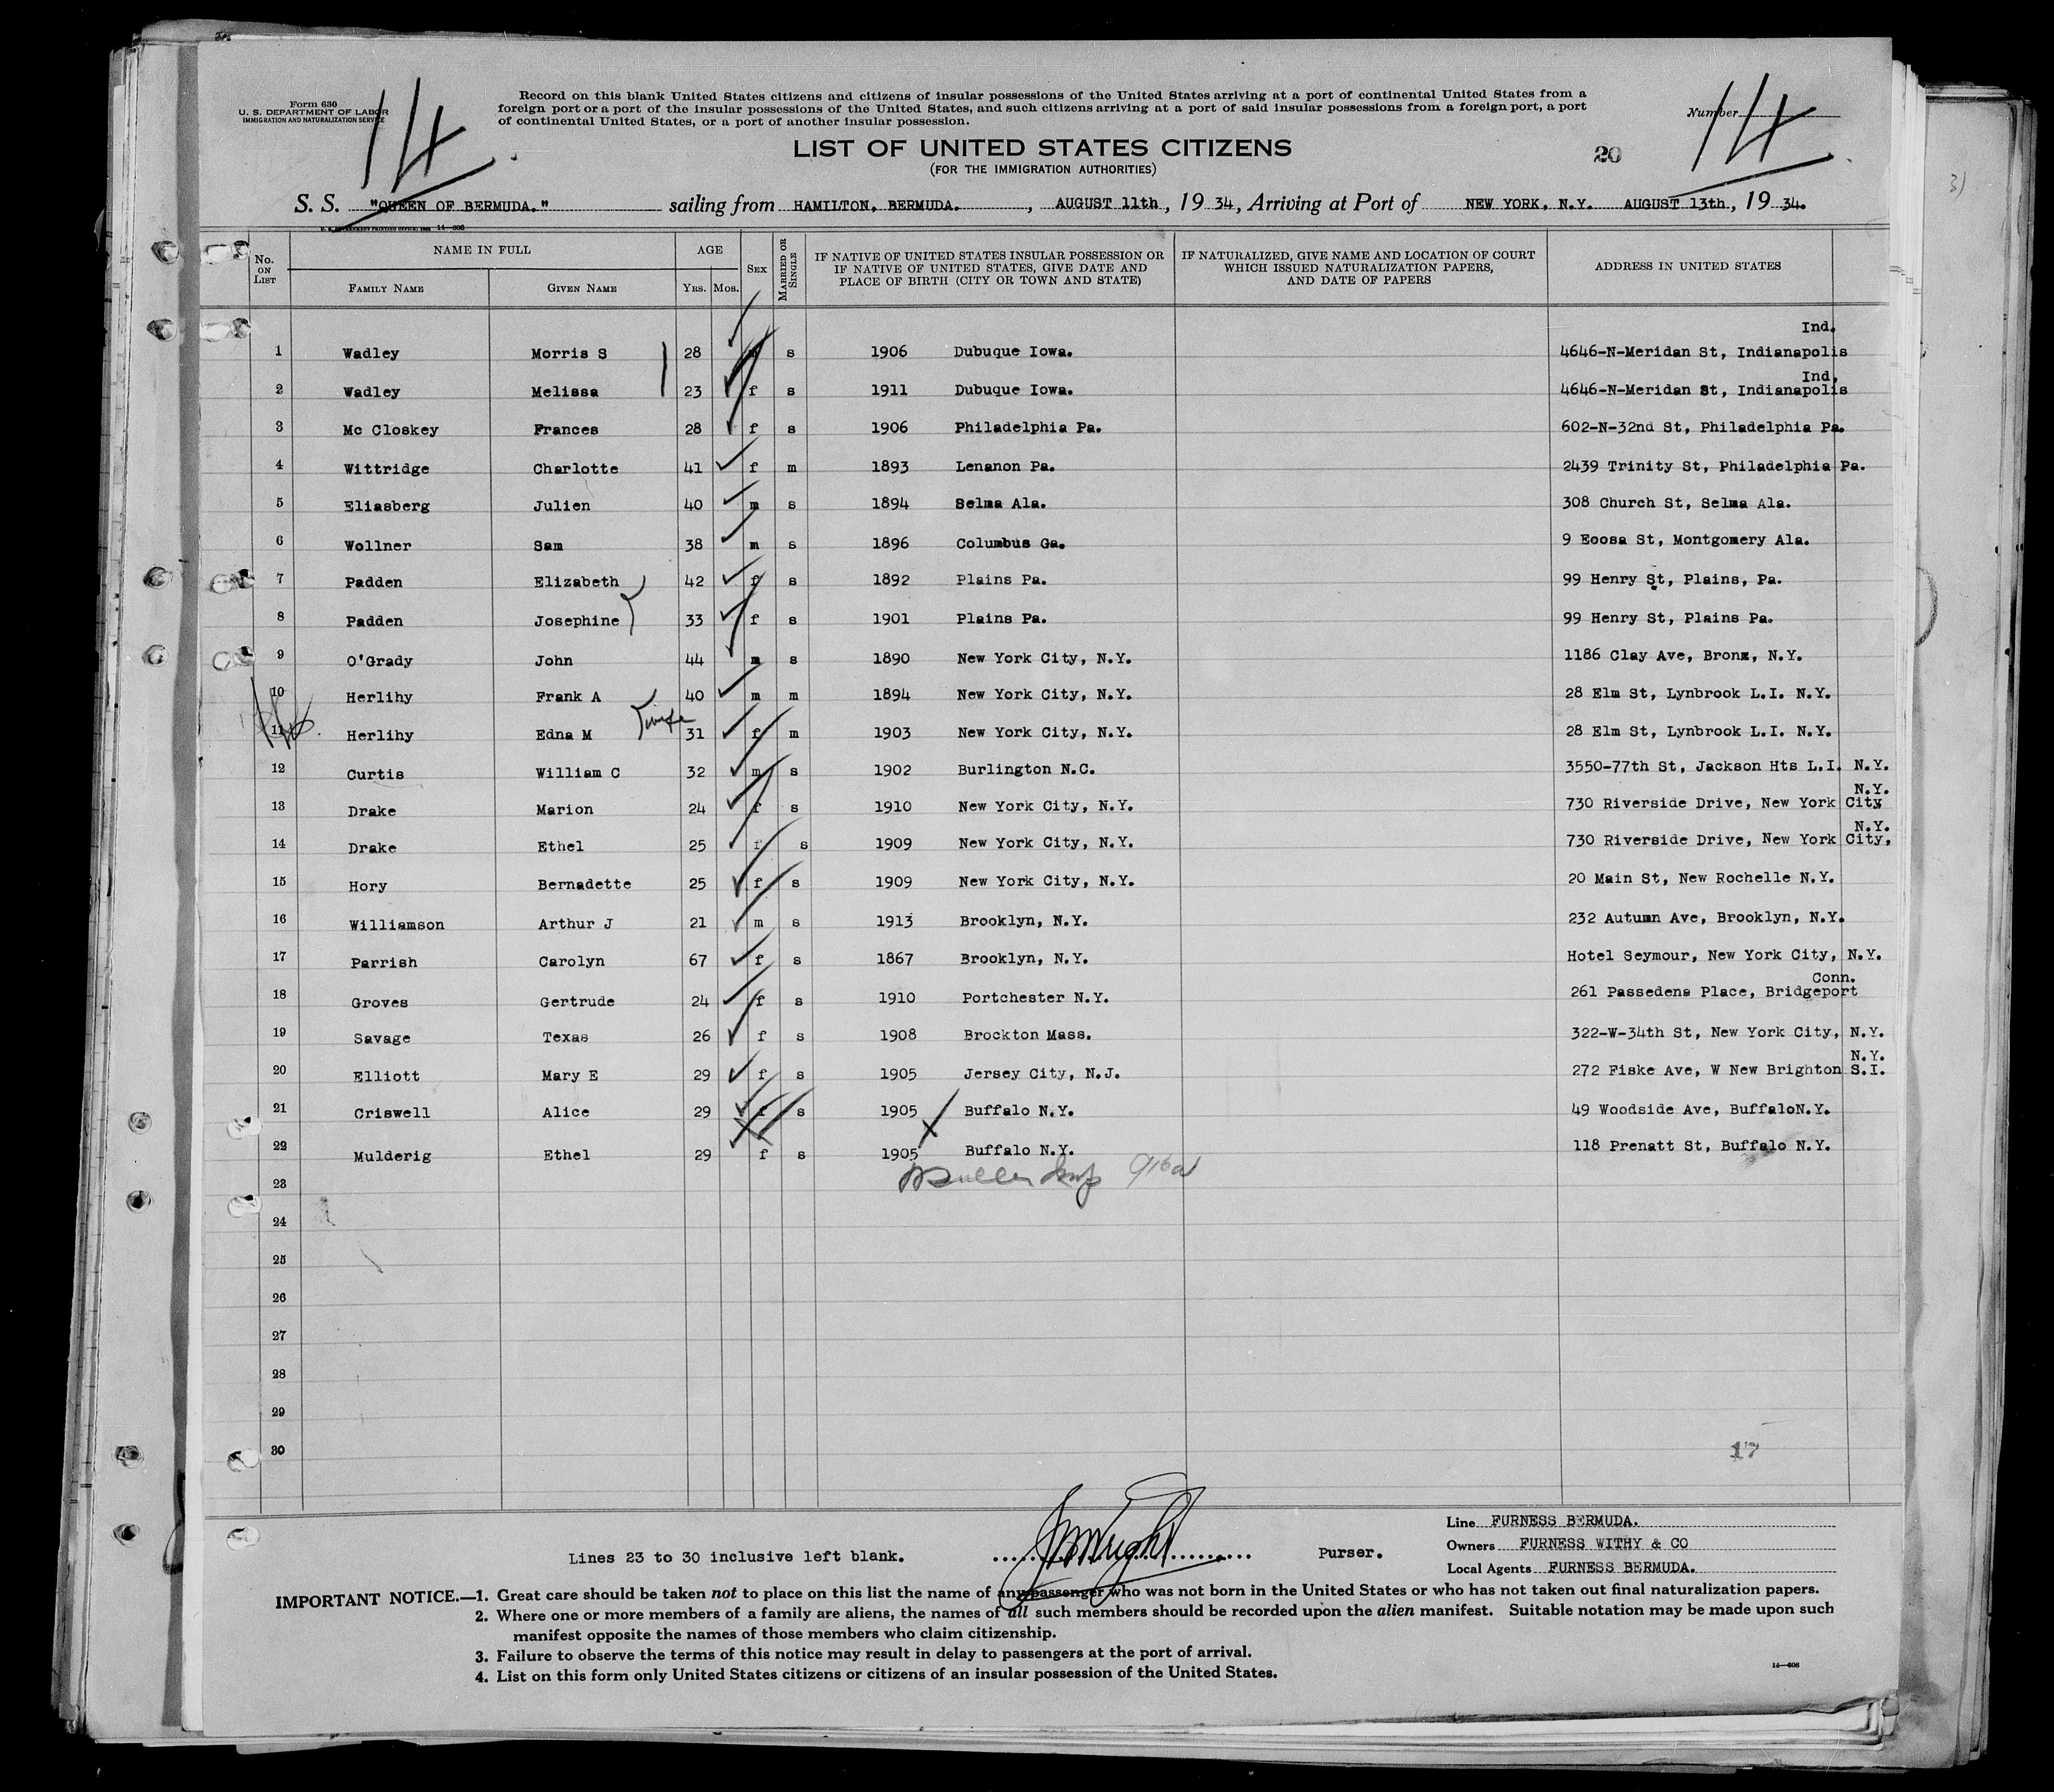 Form 630
U. S. DEPARTMENT OF LABOR
IMMIGRATION AND NATURALIZATION SERVICE
14
Record on this blank United States citizens and citizens of insular possessions of the United States arriving at a port of continental United States from a
foreign port or a port of the insular possessions of the United States, and such citizens arriving at a port of said insular possessions from a foreign port, a port
of continental United States, or a port of another insular possession.
Number 14
LIST OF UNITED STATES CITIZENS
(FOR THE IMMIGRATION AUTHORITIES)
20
S. S. "QUEEN OF BERMUDA." sailing from HAMILTON, BERMUDA. , AUGUST 11th, 19 34, Arriving at Port of NEW YORK, N.Y. AUGUST 13th, 19 34.
14—606
31
No. ON LIST NAME IN FULL FAMILY NAME GIVEN NAME AGE YRS. MOS. SEX MARRIED OR SINGLE IF NATIVE OF UNITED STATES INSULAR POSSESSION OR IF NATIVE OF UNITED STATES, GIVE DATE AND PLACE OF BIRTH (CITY OR TOWN AND STATE) IF NATURALIZED, GIVE NAME AND LOCATION OF COURT WHICH ISSUED NATURALIZATION PAPERS, AND DATE OF PAPERS ADDRESS IN UNITED STATES
Ind.
1 Wadley Morris S 28 s 1906 Dubuque Iowa. 4646-N-Meridan St, Indianapolis
Ind,
2 Wadley Melissa 23 f s 1911 Dubuque Iowa. 4646-N-Meridan St, Indianapolis
3 Mc Closkey Frances 28 f s 1906 Philadelphia Pa. 602-N-32nd St, Philadelphia Pa.
4 Wittridge Charlotte 41 f m 1893 Lenanon Pa. 2439 Trinity St, Philadelphia Pa.
5 Eliasberg Julien 40 m s 1894 Selma Ala. 308 Church St, Selma Ala.
6 Wollner Sam 38 m s 1896 Columbus Ga. 9 Eoosa St, Montgomery Ala.
7 Padden Elizabeth 42 f s 1892 Plains Pa. 99 Henry St, Plains, Pa.
8 Padden Josephine 33 f s 1901 Plains Pa. 99 Henry St, Plains Pa.
9 O'Grady John 44 m s 1890 New York City, N.Y. 1186 Clay Ave, Bronx, N.Y.
10 Herlihy Frank A 40 m m 1894 New York City, N.Y. 28 Elm St, Lynbrook L.I. N.Y.
wife
11 Herlihy Edna M 31 f m 1903 New York City, N.Y. 28 Elm St, Lynbrook L.I. N.Y.
12 Curtis William C 32 m s 1902 Burlington N.C. 3550-77th St, Jackson Hts L.I. N.Y.
N.Y.
13 Drake Marion 24 f s 1910 New York City, N.Y. 730 Riverside Drive, New York City
N.Y.
14 Drake Ethel 25 f s 1909 New York City, N.Y. 730 Riverside Drive, New York City,
15 Hory Bernadette 25 f s 1909 New York City, N.Y. 20 Main St, New Rochelle N.Y.
16 Williamson Arthur J 21 m s 1913 Brooklyn, N.Y. 232 Autumn Ave, Brooklyn, N.Y.
17 Parrish Carolyn 67 f s 1867 Brooklyn, N.Y. Hotel Seymour, New York City, N.Y.
Conn.
18 Groves Gertrude 24 f s 1910 Portchester N.Y. 261 Passedena Place, Bridgeport
19 Savage Texas 26 f s 1908 Brockton Mass. 322-W-34th St, New York City, N.Y.
N.Y.
20 Elliott Mary E 29 f s 1905 Jersey City, N.J. 272 Fiske Ave, W New Brighton S.I.
21 Criswell Alice 29 f s 1905 Buffalo N.Y. 49 Woodside Ave, BuffaloN.Y.
22 Mulderig Ethel 29 f s 1905 Buffalo N.Y. 118 Prenatt St, Buffalo N.Y.
23
24
25
26
27
28
29
30
17
Lines 23 to 30 inclusive left blank. Purser.
Line FURNESS BERMUDA.
Owners FURNESS WITHY & CO
Local Agents FURNESS BERMUDA.
IMPORTANT NOTICE.—1. Great care should be taken not to place on this list the name of any passenger who was not born in the United States or who has not taken out final naturalization papers.
2. Where one or more members of a family are aliens, the names of all such members should be recorded upon the alien manifest. Suitable notation may be made upon such
manifest opposite the names of those members who claim citizenship.
3. Failure to observe the terms of this notice may result in delay to passengers at the port of arrival.
4. List on this form only United States citizens or citizens of an insular possession of the United States.
14—606